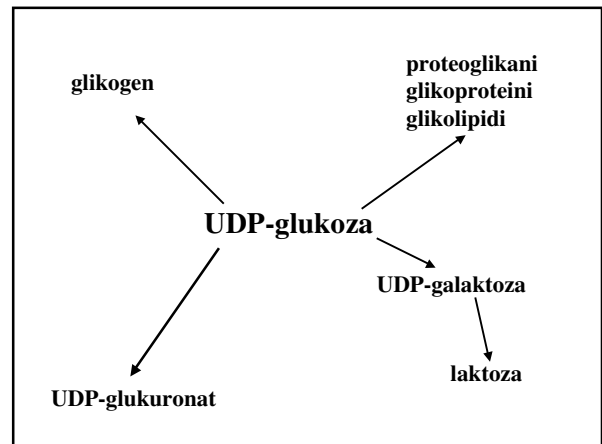 glikogen
proteoglikani
glikoproteini
glikolipidi
UDP-glukoza
UDP-galaktoza
laktoza
UDP-glukuronat